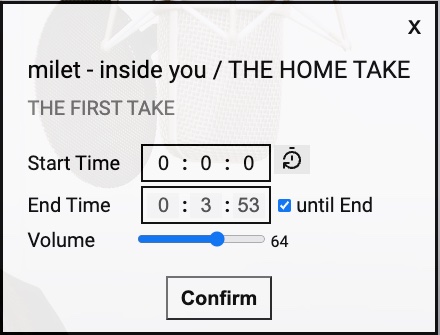 X
milet - inside you / THE HOME TAKE
THE FIRST TAKE
Start Time 0 : 0 : 0
End Time 0 : 3 : 53 until End
Volume 64
Confirm